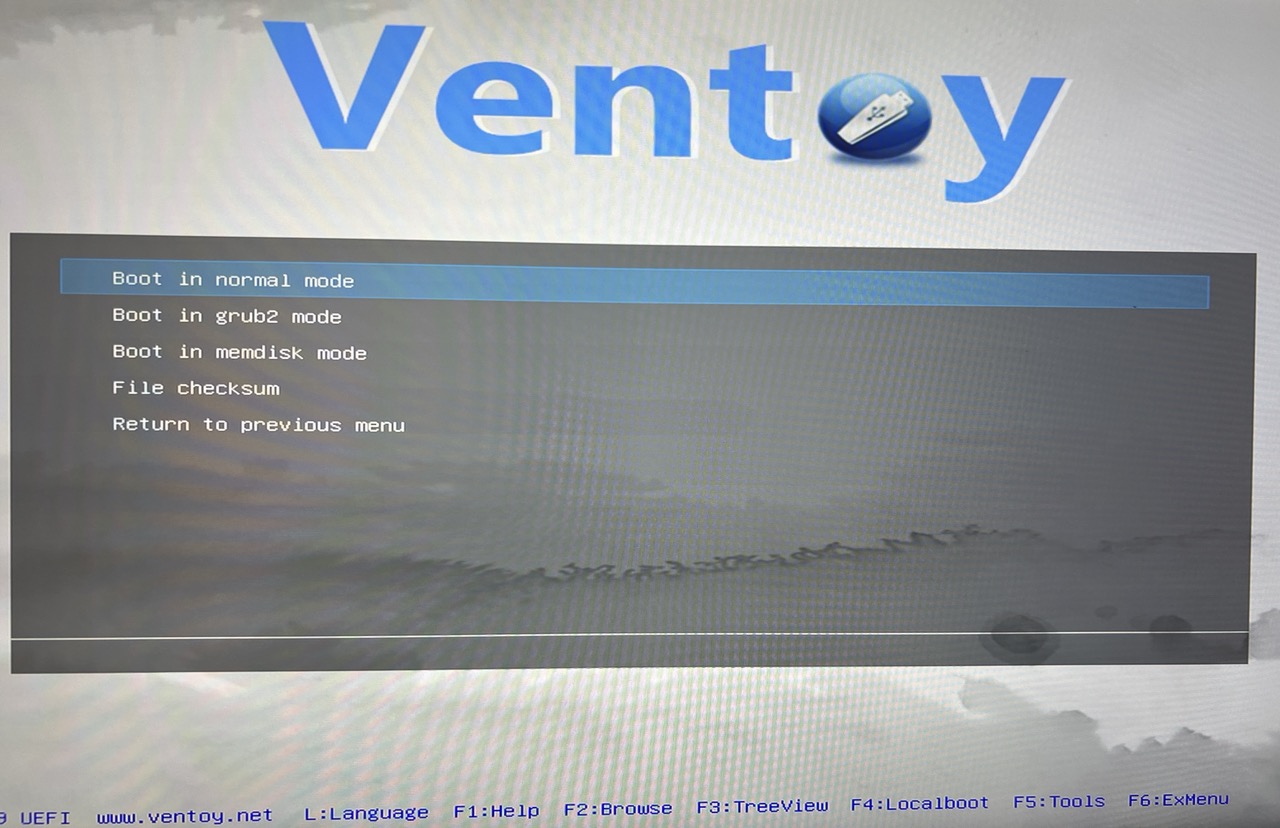 Ventoy
Boot in normal mode
Boot in grub2 mode
Boot in memdisk mode
File checksum
Return to previous menu
9 UEFI www.ventoy.net L:Language F1:Help F2:Browse F3:TreeView F4:Localboot F5:Tools F6:ExMenu